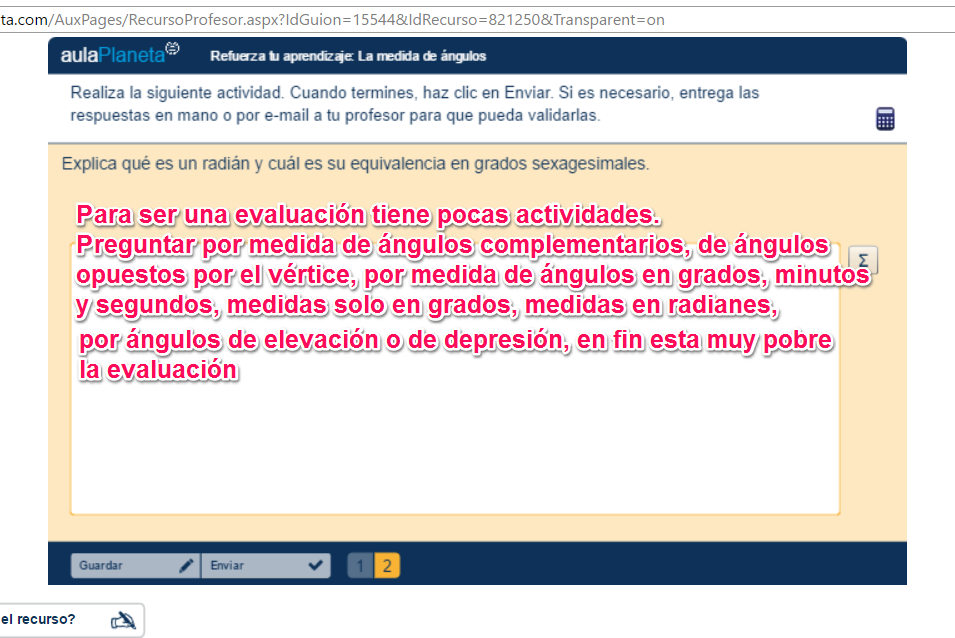 ta.com/AuxPages/RecursoProfesor.aspx?IdGuion=15544&IdRecurso=821250&Transparent=on
aulaPlaneta Refuerza tu aprendizaje: La medida de ángulos
Realiza la siguiente actividad. Cuando termines, haz clic en Enviar. Si es necesario, entrega las
respuestas en mano o por e-mail a tu profesor para que pueda validarlas.
Explica qué es un radián y cuál es su equivalencia en grados sexagesimales.
Para ser una evaluación tiene pocas actividades.
Preguntar por medida de ángulos complementarios, de ángulos
opuestos por el vértice, por medida de ángulos en grados, minutos
y segundos, medidas solo en grados, medidas en radianes,
por ángulos de elevación o de depresión, en fin esta muy pobre
la evaluación
Σ
Guardar Enviar 1 2
el recurso?